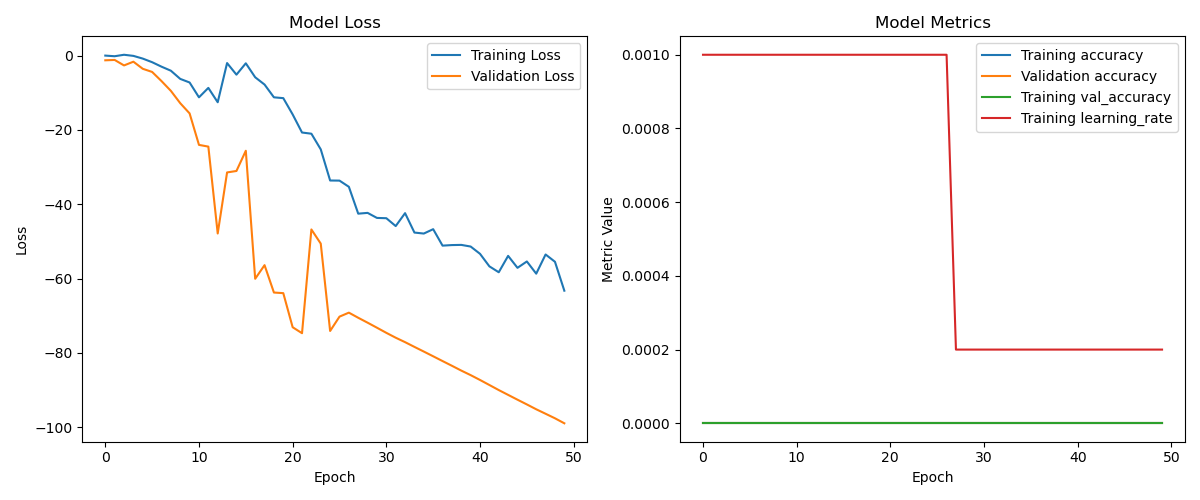 Model Loss
Training Loss
Validation Loss
0
−20
−40
−60
−80
−100
Loss
0 10 20 30 40 50
Epoch
Model Metrics
Training accuracy
Validation accuracy
Training val_accuracy
Training learning_rate
0.0010
0.0008
0.0006
0.0004
0.0002
0.0000
Metric Value
0 10 20 30 40 50
Epoch